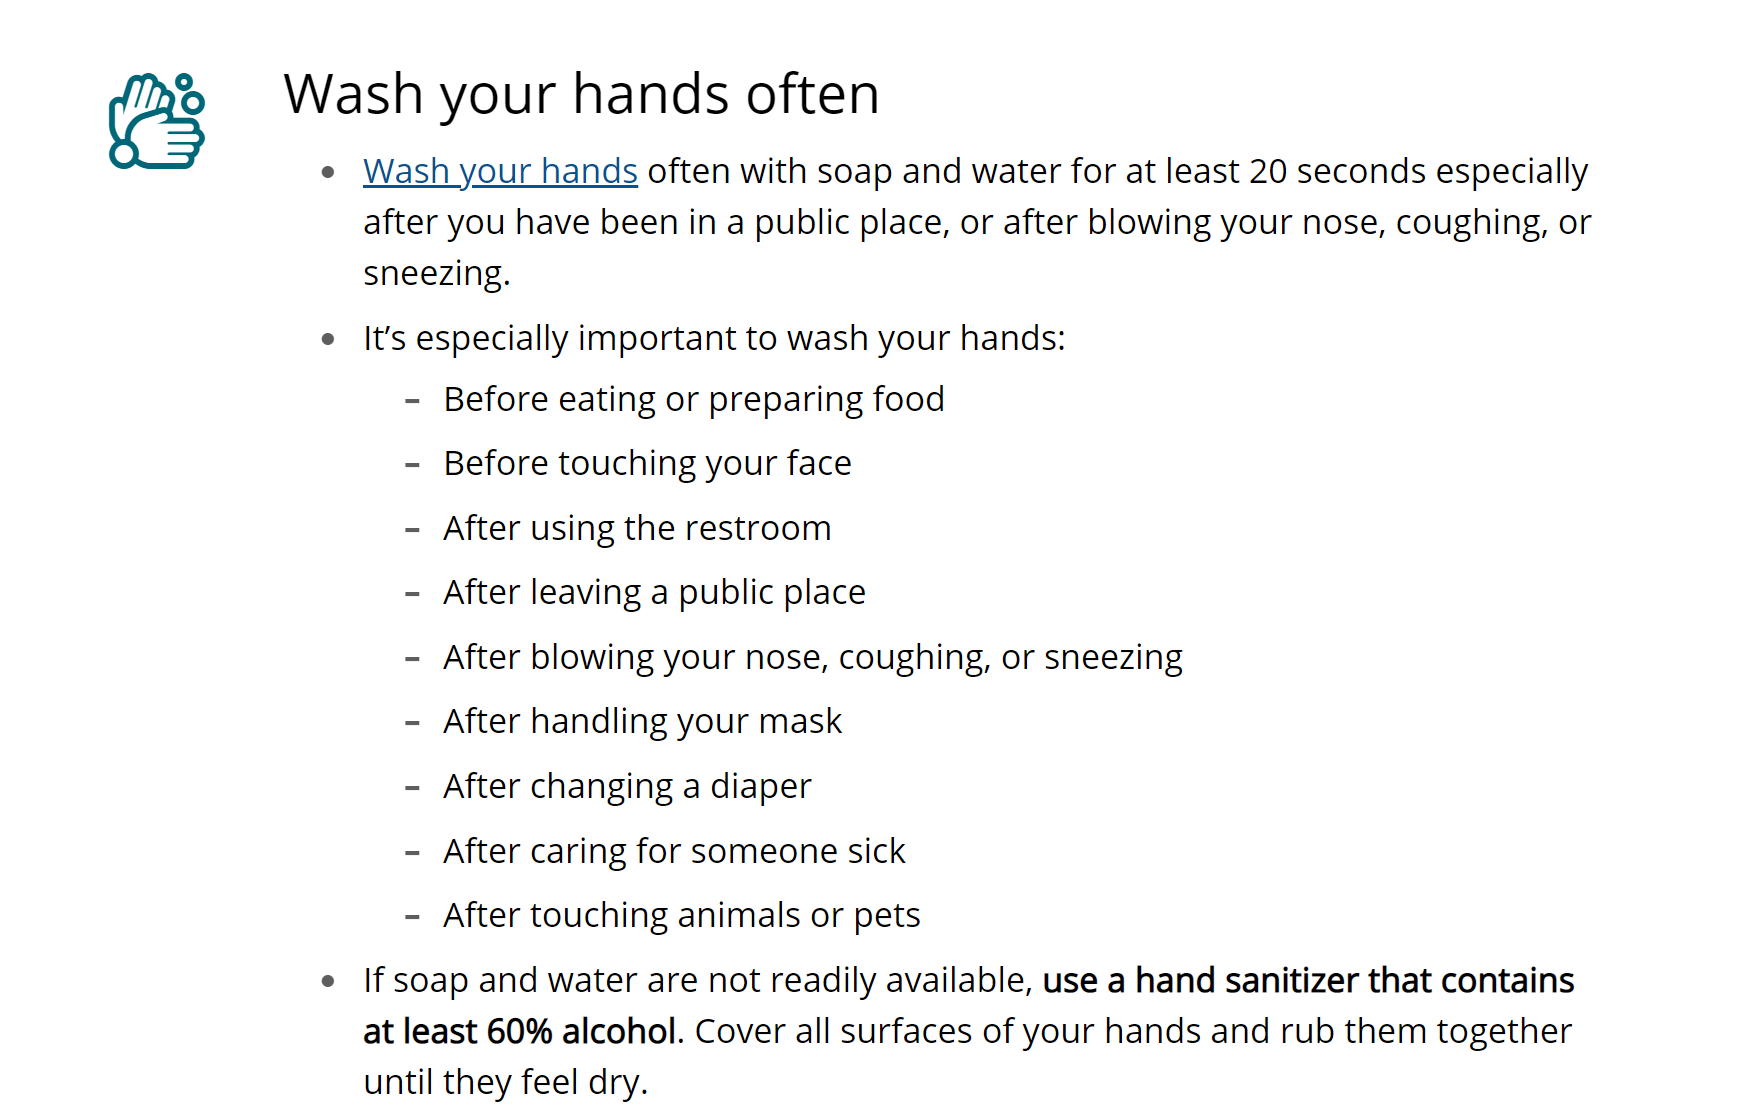 Wash your hands often
Wash your hands often with soap and water for at least 20 seconds especially
after you have been in a public place, or after blowing your nose, coughing, or
sneezing.
It’s especially important to wash your hands:
Before eating or preparing food
Before touching your face
After using the restroom
After leaving a public place
After blowing your nose, coughing, or sneezing
After handling your mask
After changing a diaper
After caring for someone sick
After touching animals or pets
If soap and water are not readily available, use a hand sanitizer that contains
at least 60% alcohol. Cover all surfaces of your hands and rub them together
until they feel dry.